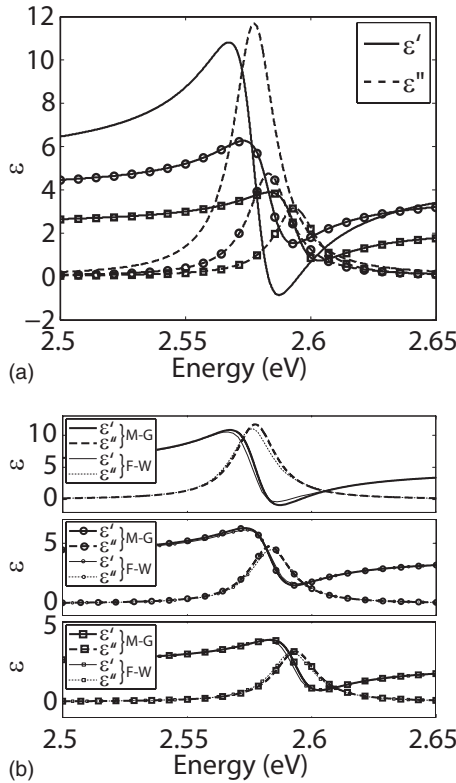 12
10
8
6
4
2
0
−2
ε
ε′
ε"
2.5
2.55
2.6
2.65
Energy (eV)
(a)
10
5
0
ε
ε′
ε" } M-G
ε′
ε" } F-W
5
0
ε
ε′
ε" } M-G
ε′
ε" } F-W
5
0
ε
ε′
ε" } M-G
ε′
ε" } F-W
2.5
2.55
2.6
2.65
Energy (eV)
(b)